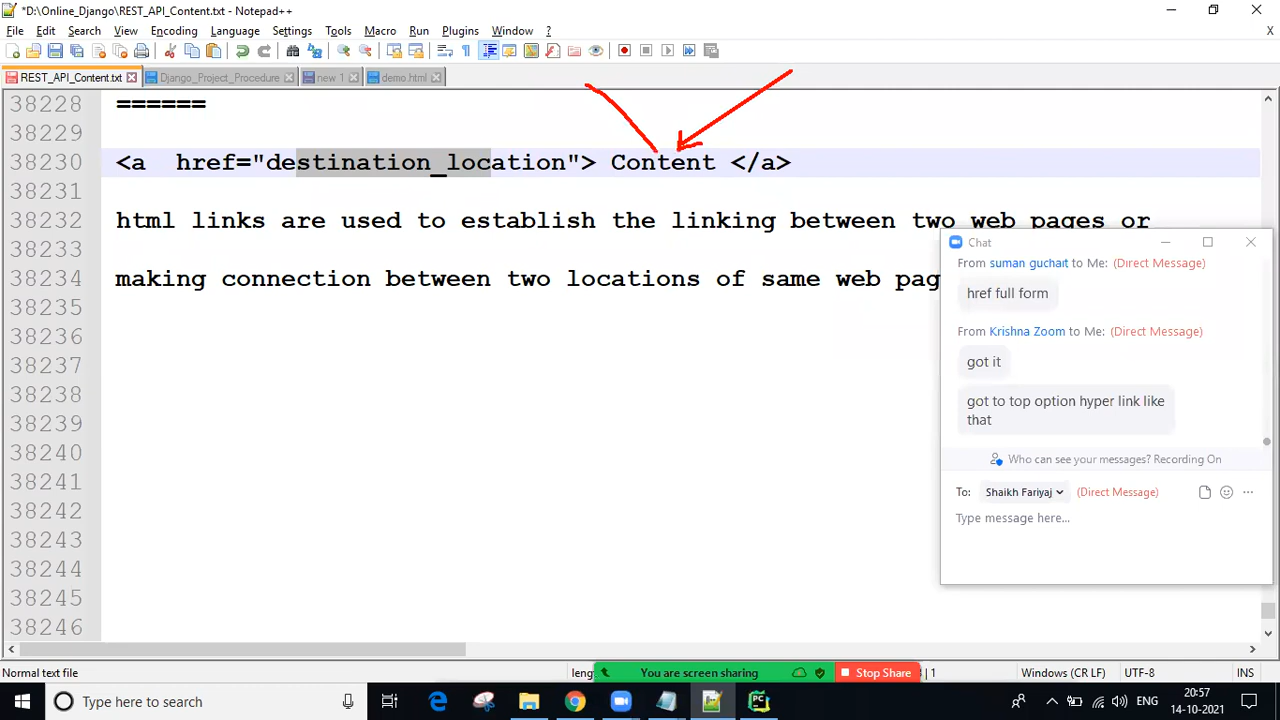 *D:\Online_Django\REST_API_Content.txt - Notepad++
File Edit Search View Encoding Language Settings Tools Macro Run Plugins Window ?
X
REST_API_Content.txt Django_Project_Procedure new 1 demo.html
38228 ======
38229
38230 <a href="destination_location"> Content </a>
38231
38232 html links are used to establish the linking between two web pages or
38233
38234 making connection between two locations of same web pag
38235
38236
38237
38238
38239
38240
38241
38242
38243
38244
38245
38246
Chat
From suman guchait to Me: (Direct Message)
href full form
From Krishna Zoom to Me: (Direct Message)
got it
got to top option hyper link like
that
Who can see your messages? Recording On
To: Shaikh Fariyaj (Direct Message)
Type message here...
Normal text file leng You are screen sharing Stop Share 3 | 1 Windows (CR LF) UTF-8 INS
Type here to search
ENG
20:57
14-10-2021